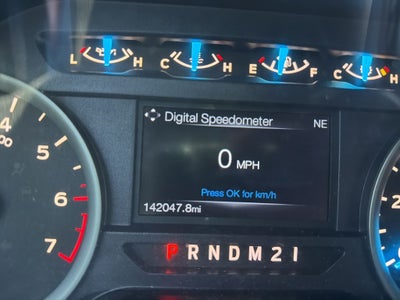 L H C H E F C H
Digital Speedometer NE
0 MPH
Press OK for km/h
142047.8mi
4
5
6
7
P R N D M 2 1